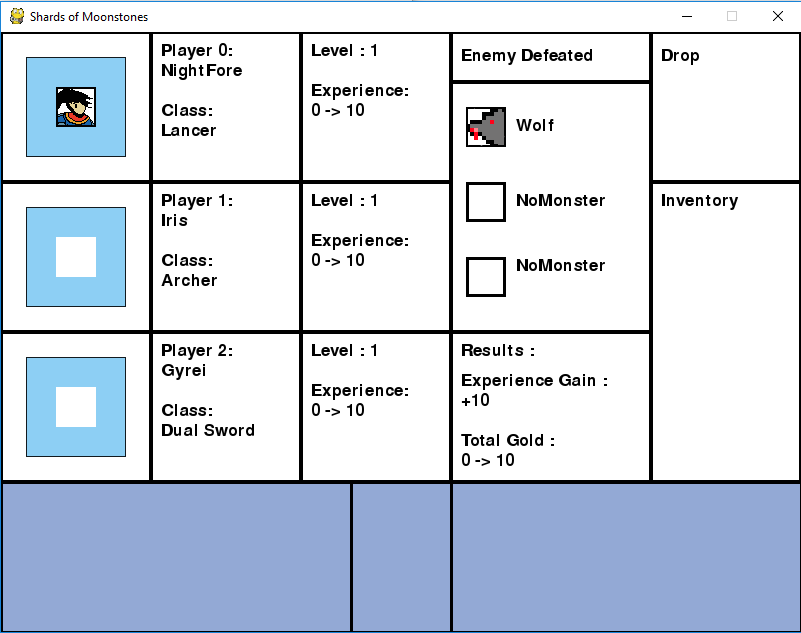 Shards of Moonstones
Player 0:
NightFore
Class:
Lancer
Level : 1
Experience:
0 -> 10
Enemy Defeated
Drop
Wolf
NoMonster
NoMonster
Player 1:
Iris
Class:
Archer
Level : 1
Experience:
0 -> 10
Inventory
Player 2:
Gyrei
Class:
Dual Sword
Level : 1
Experience:
0 -> 10
Results :
Experience Gain :
+10
Total Gold :
0 -> 10